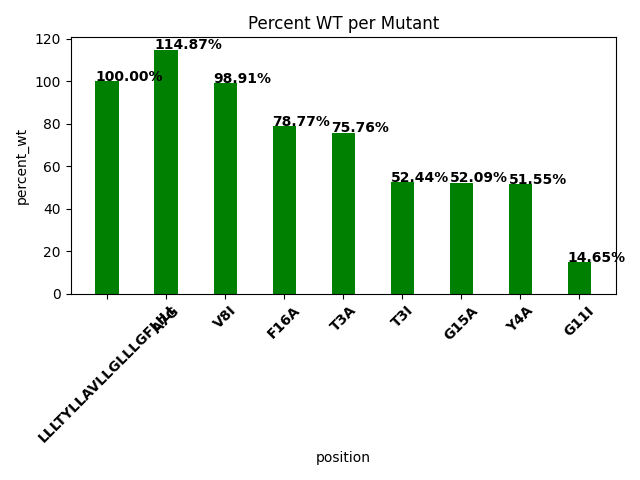 Percent WT per Mutant
percent_wt
120
100
80
60
40
20
0
100.00%
114.87%
98.91%
78.77%
75.76%
52.44%
52.09%
51.55%
14.65%
V8I
F16A
T3A
T3I
G15A
Y4A
G11I
position